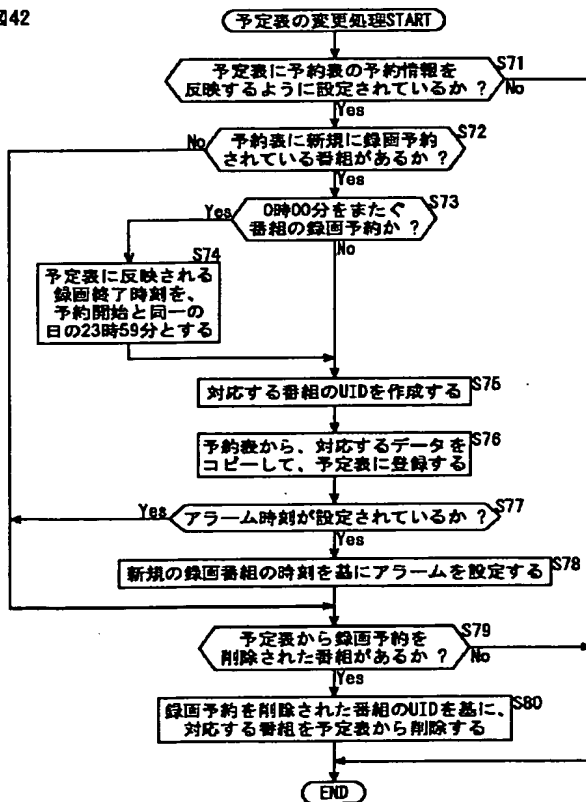 図42
予定表の変更処理START
S71
予定表に予約表の予約情報を
反映するように設定されているか ?
No
Yes
S72
予約表に新規に録画予約
されている番組があるか ?
No
Yes
S73
0時00分をまたぐ
番組の録画予約か ?
Yes
No
S74
予定表に反映される
録画終了時刻を、
予約開始と同一の
日の23時59分とする
対応する番組のUIDを作成する
S75
予約表から、対応するデータを
コピーして、予定表に登録する
S76
アラーム時刻が設定されているか ?
S77
Yes
Yes
新規の録画番組の時刻を基にアラームを設定する
S78
予定表から録画予約を
削除された番組があるか ?
S79
No
Yes
録画予約を削除された番組のUIDを基に、
対応する番組を予定表から削除する
S80
END